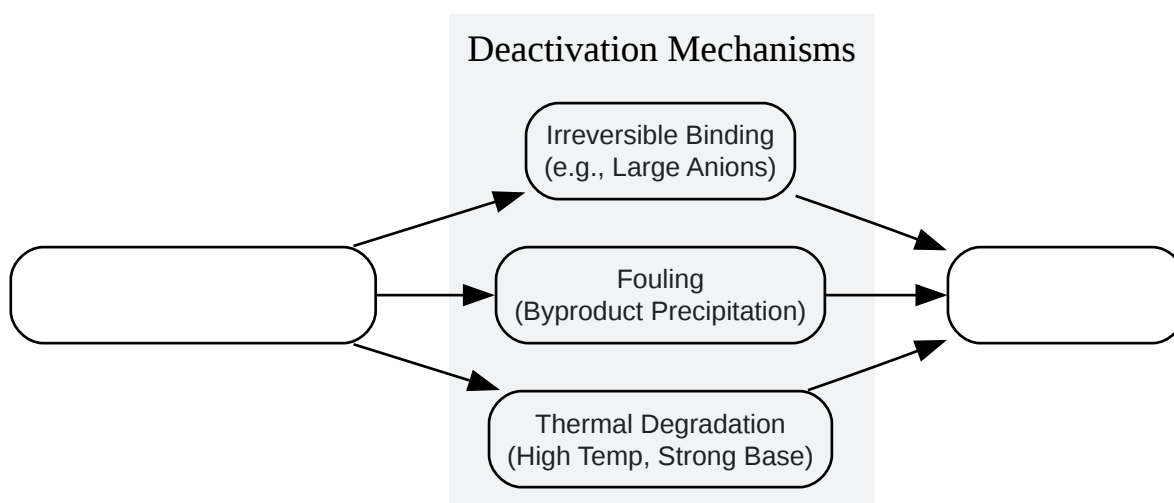 Deactivation Mechanisms
Irreversible Binding
(e.g., Large Anions)
Fouling
(Byproduct Precipitation)
Thermal Degradation
(High Temp, Strong Base)